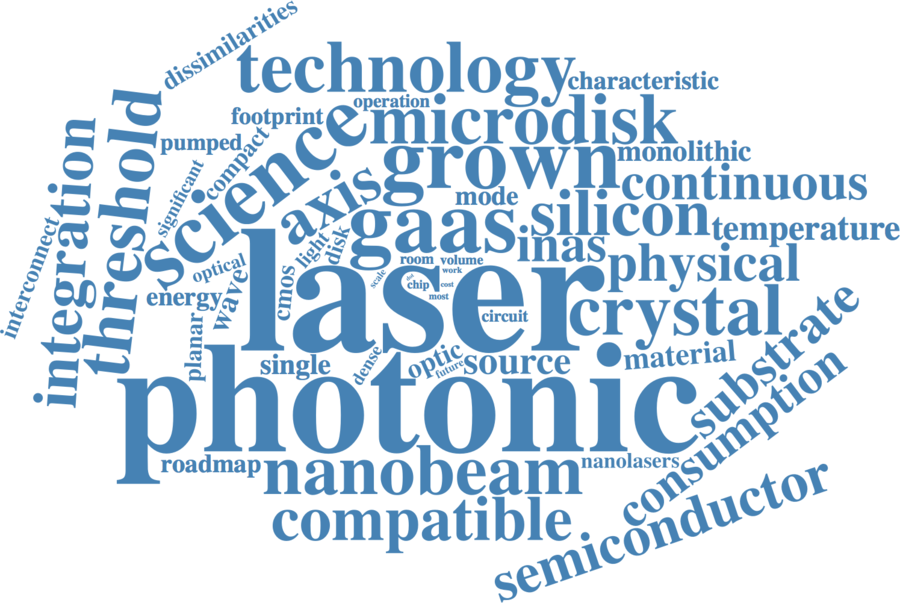 dissimilarities
technology
characteristic
operation
footprint
microdisk
science
threshold
pumped
compact
significant
grown
monolithic
integration
axis
mode
continuous
gaas
silicon
temperature
light
disk
inas
interconnect
optical
room
volume
work
physical
laser
scale
dot
chip
cost
most
energy
wave
cmos
circuit
crystal
planar
single
dense
optic
future
source
material
substrate
photonic
consumption
roadmap
nanobeam
nanolasers
compatible
semiconductor